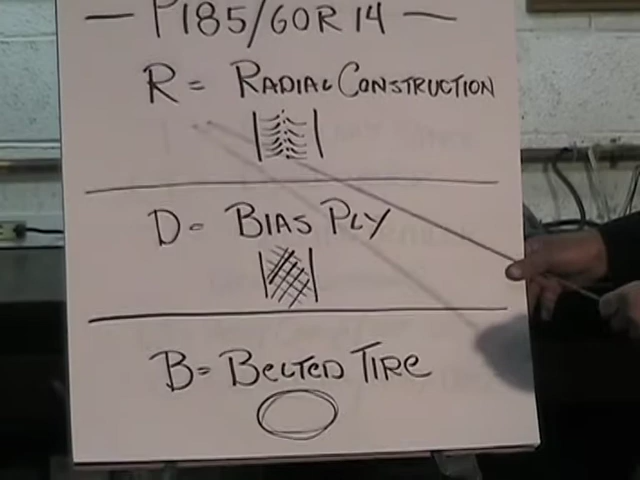 — P185/60R14 —
R = RADIAL CONSTRUCTION
D = BIAS PLY
B = BELTED TIRE